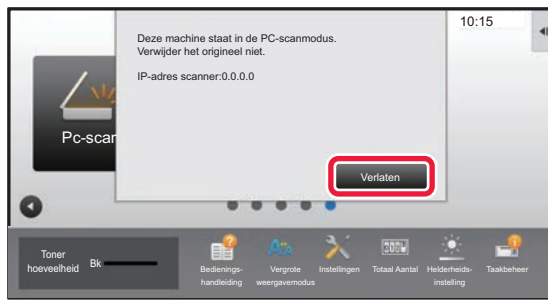 10:15
Deze machine staat in de PC-scanmodus.
Verwijder het origineel niet.
IP-adres scanner:0.0.0.0
Pc-scan
Verlaten
Toner
hoeveelheid
Bk
Bedienings-
handleiding
Vergrote
weergavemodus
Instellingen
Totaal Aantal
Helderheids-
instelling
Taakbeheer